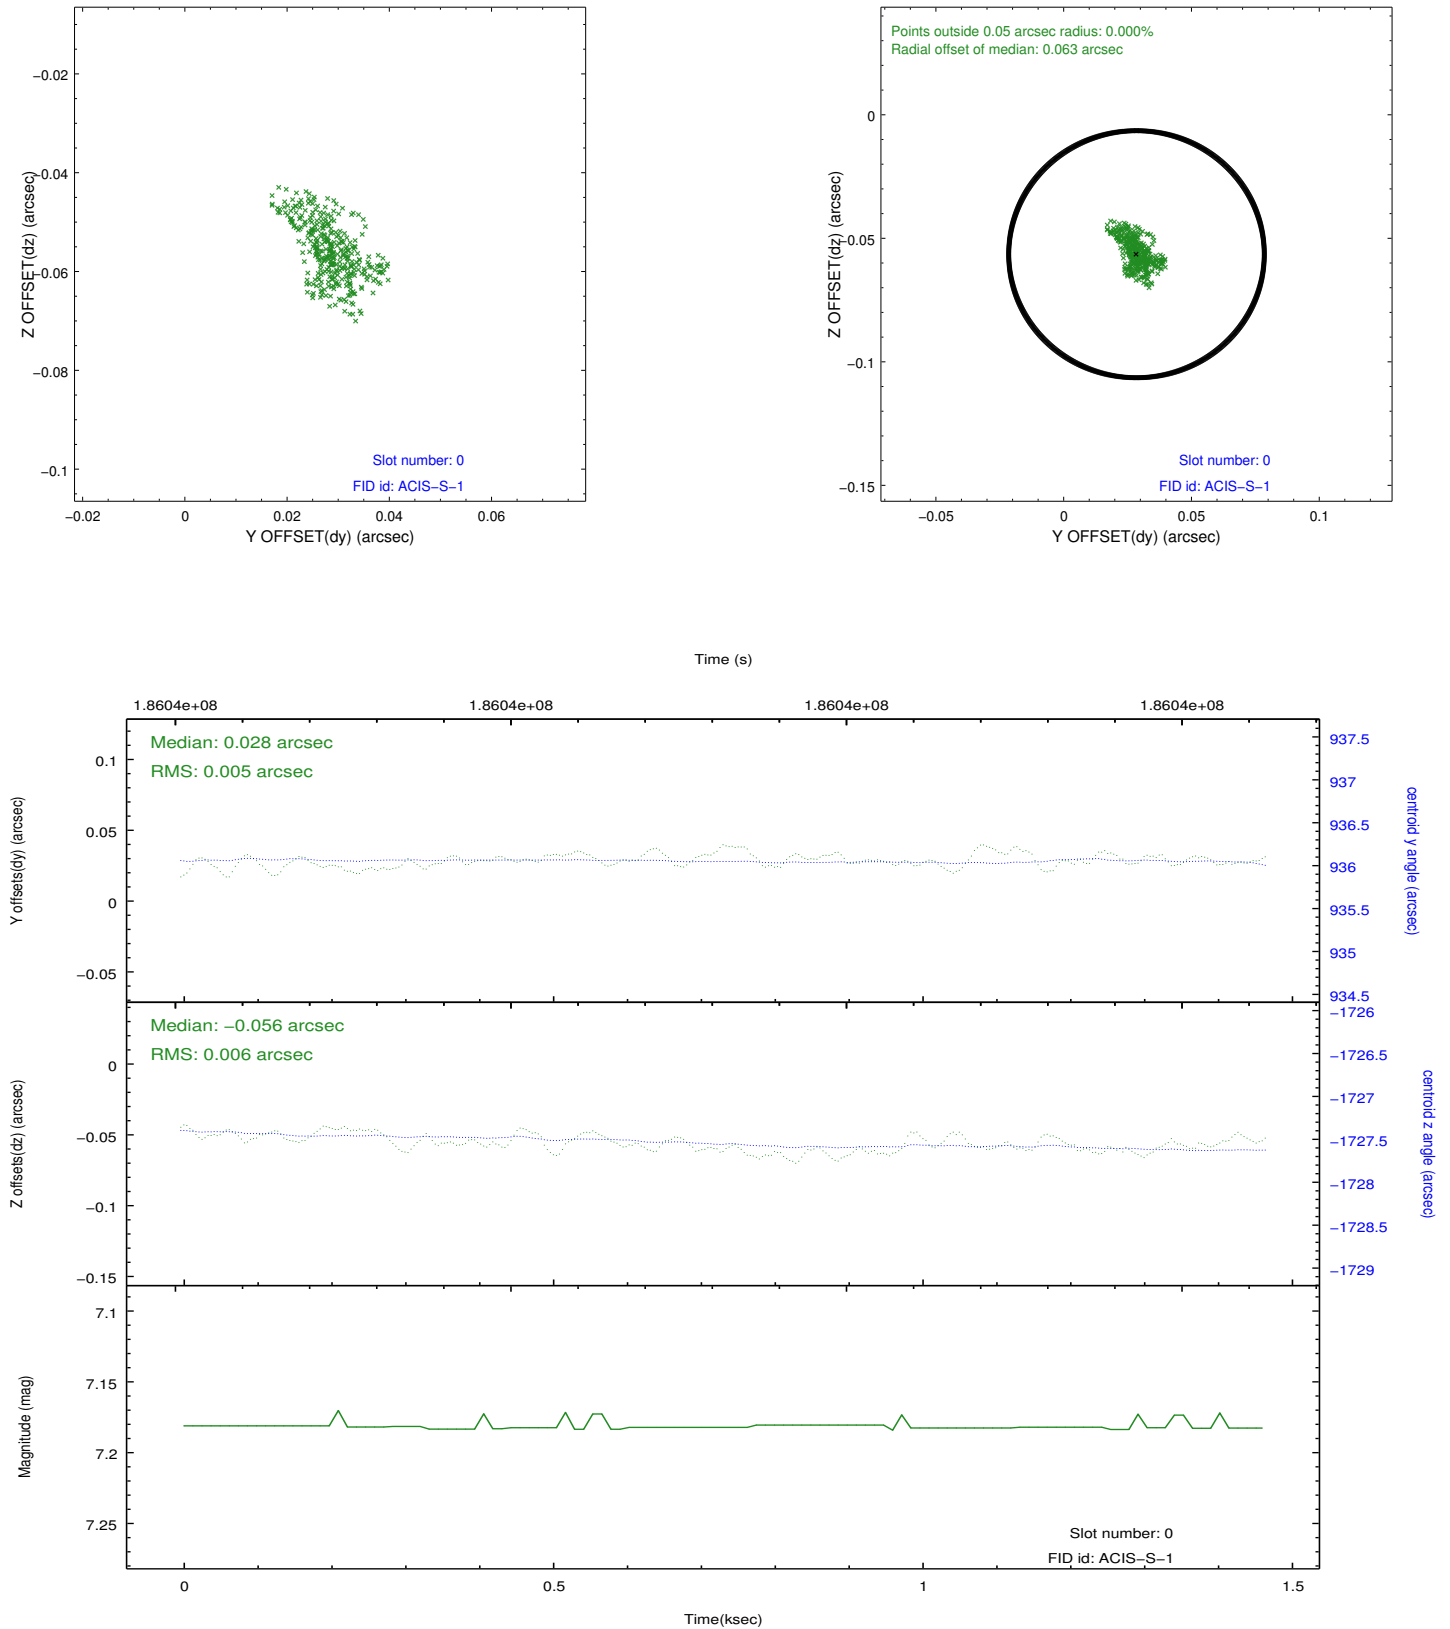 −0.02
−0.04
−0.06
−0.08
−0.1
Z OFFSET(dz) (arcsec)
Slot number: 0
FID id: ACIS−S−1
−0.02
0
0.02
0.04
0.06
Y OFFSET(dy) (arcsec)
Points outside 0.05 arcsec radius: 0.000%
Radial offset of median: 0.063 arcsec
0
−0.05
−0.1
−0.15
Z OFFSET(dz) (arcsec)
Slot number: 0
FID id: ACIS−S−1
−0.05
0
0.05
0.1
Y OFFSET(dy) (arcsec)
Time (s)
1.8604e+08
1.8604e+08
1.8604e+08
1.8604e+08
Median: 0.028 arcsec
RMS: 0.005 arcsec
0.1
0.05
0
−0.05
Y offsets(dy) (arcsec)
937.5
937
936.5
936
935.5
935
934.5
centroid y angle (arcsec)
Median: −0.056 arcsec
RMS: 0.006 arcsec
0
−0.05
−0.1
−0.15
Z offsets(dz) (arcsec)
−1726
−1726.5
−1727
−1727.5
−1728
−1728.5
−1729
centroid z angle (arcsec)
7.1
7.15
7.2
7.25
Magnitude (mag)
Slot number: 0
FID id: ACIS−S−1
0
0.5
1
1.5
Time(ksec)